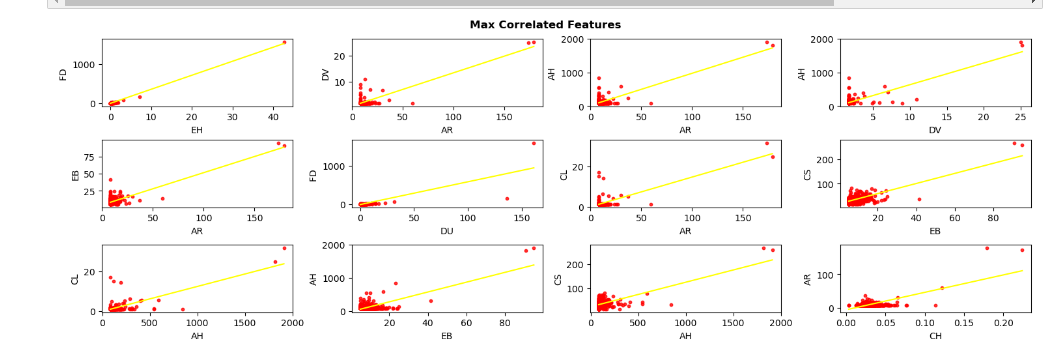 Max Correlated Features
FD
1000
0
0 10 20 30 40
EH
DV
20
10
0 50 100 150
AR
AH
2000
1000
0
0 50 100 150
AR
AH
2000
1000
0
5 10 15 20 25
DV
EB
75
50
25
0 50 100 150
AR
FD
1000
0
0 50 100 150
DU
CL
20
0
0 50 100 150
AR
CS
200
100
20 40 60 80
EB
CL
20
0
0 500 1000 1500 2000
AH
AH
2000
1000
0
20 40 60 80
EB
CS
200
100
0 500 1000 1500 2000
AH
AR
100
0
0.00 0.05 0.10 0.15 0.20
CH